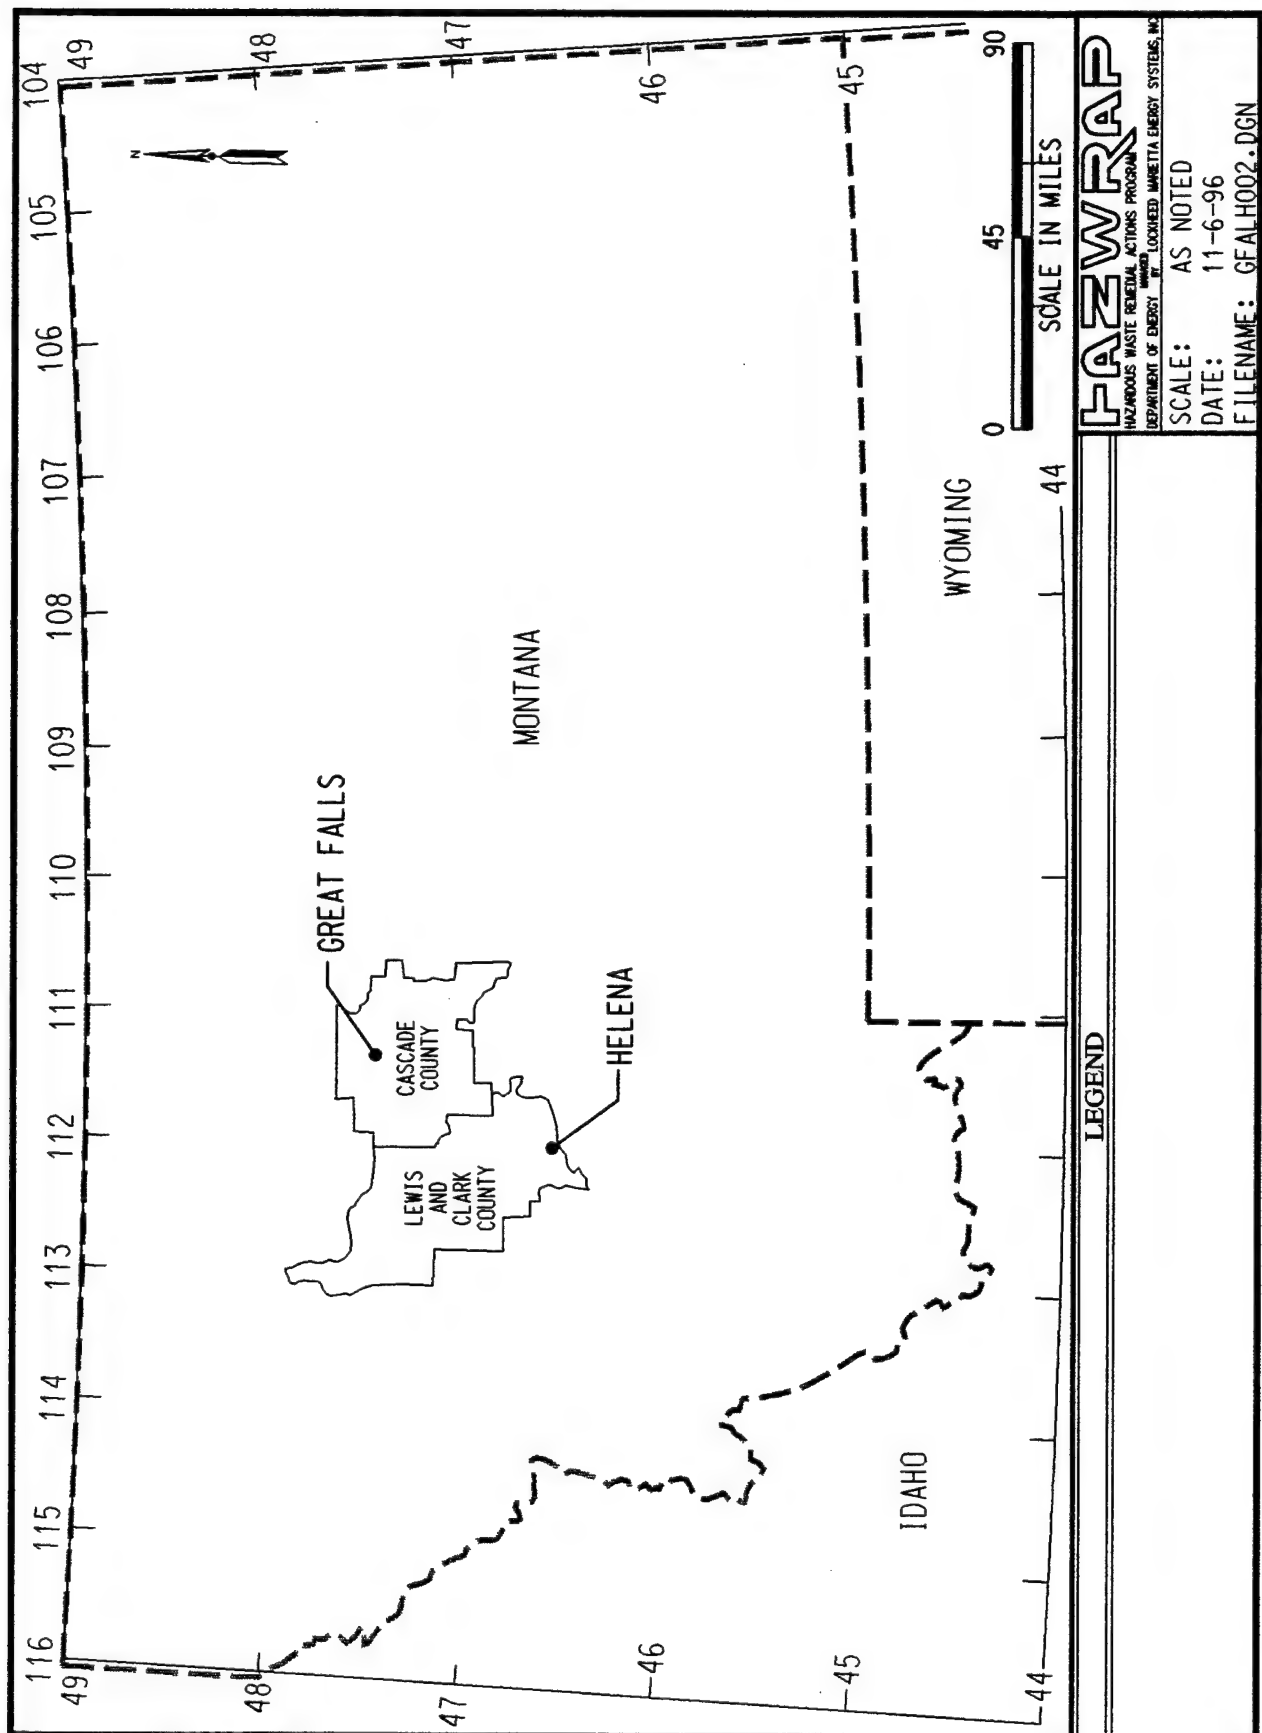 116
115
114
113
112
111
110
109
108
107
106
105
104
49
49
48
48
47
47
46
46
45
45
44
44
N
GREAT FALLS
CASCADE
COUNTY
LEWIS
AND
CLARK
COUNTY
HELENA
MONTANA
IDAHO
WYOMING
0 45 90
SCALE IN MILES
LEGEND
HAZWRAP
HAZARDOUS WASTE REMEDIAL ACTIONS PROGRAM
MANAGED
DEPARTMENT OF ENERGY BY LOCKHEED MARIETTA ENERGY SYSTEMS, INC
SCALE: AS NOTED
DATE: 11-6-96
FILENAME: GFALH002.DGN